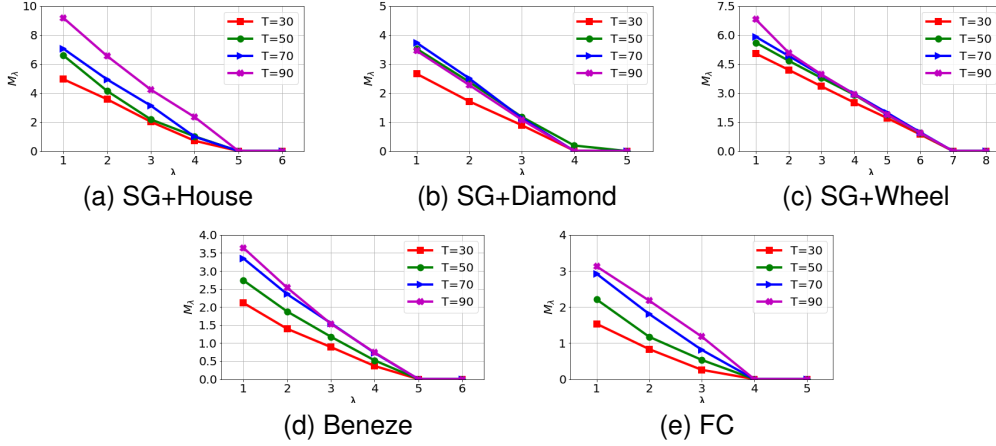 10
8
6
4
2
0
M_λ
1 2 3 4 5 6
λ
T=30
T=50
T=70
T=90
(a) SG+House
5
4
2
1
0
M_λ
1 2 3 4 5
λ
T=30
T=50
T=70
T=90
(b) SG+Diamond
7.5
6.0
4.5
3.0
1.5
0.0
M_λ
1 2 3 4 5 6 7 8
λ
T=30
T=50
T=70
T=90
(c) SG+Wheel
4.0
3.5
3.0
2.5
2.0
1.5
1.0
0.5
0.0
M_λ
1 2 3 4 5 6
λ
T=30
T=50
T=70
T=90
(d) Beneze
4
3
2
1
0
M_λ
1 2 3 4 5
λ
T=30
T=50
T=70
T=90
(e) FC